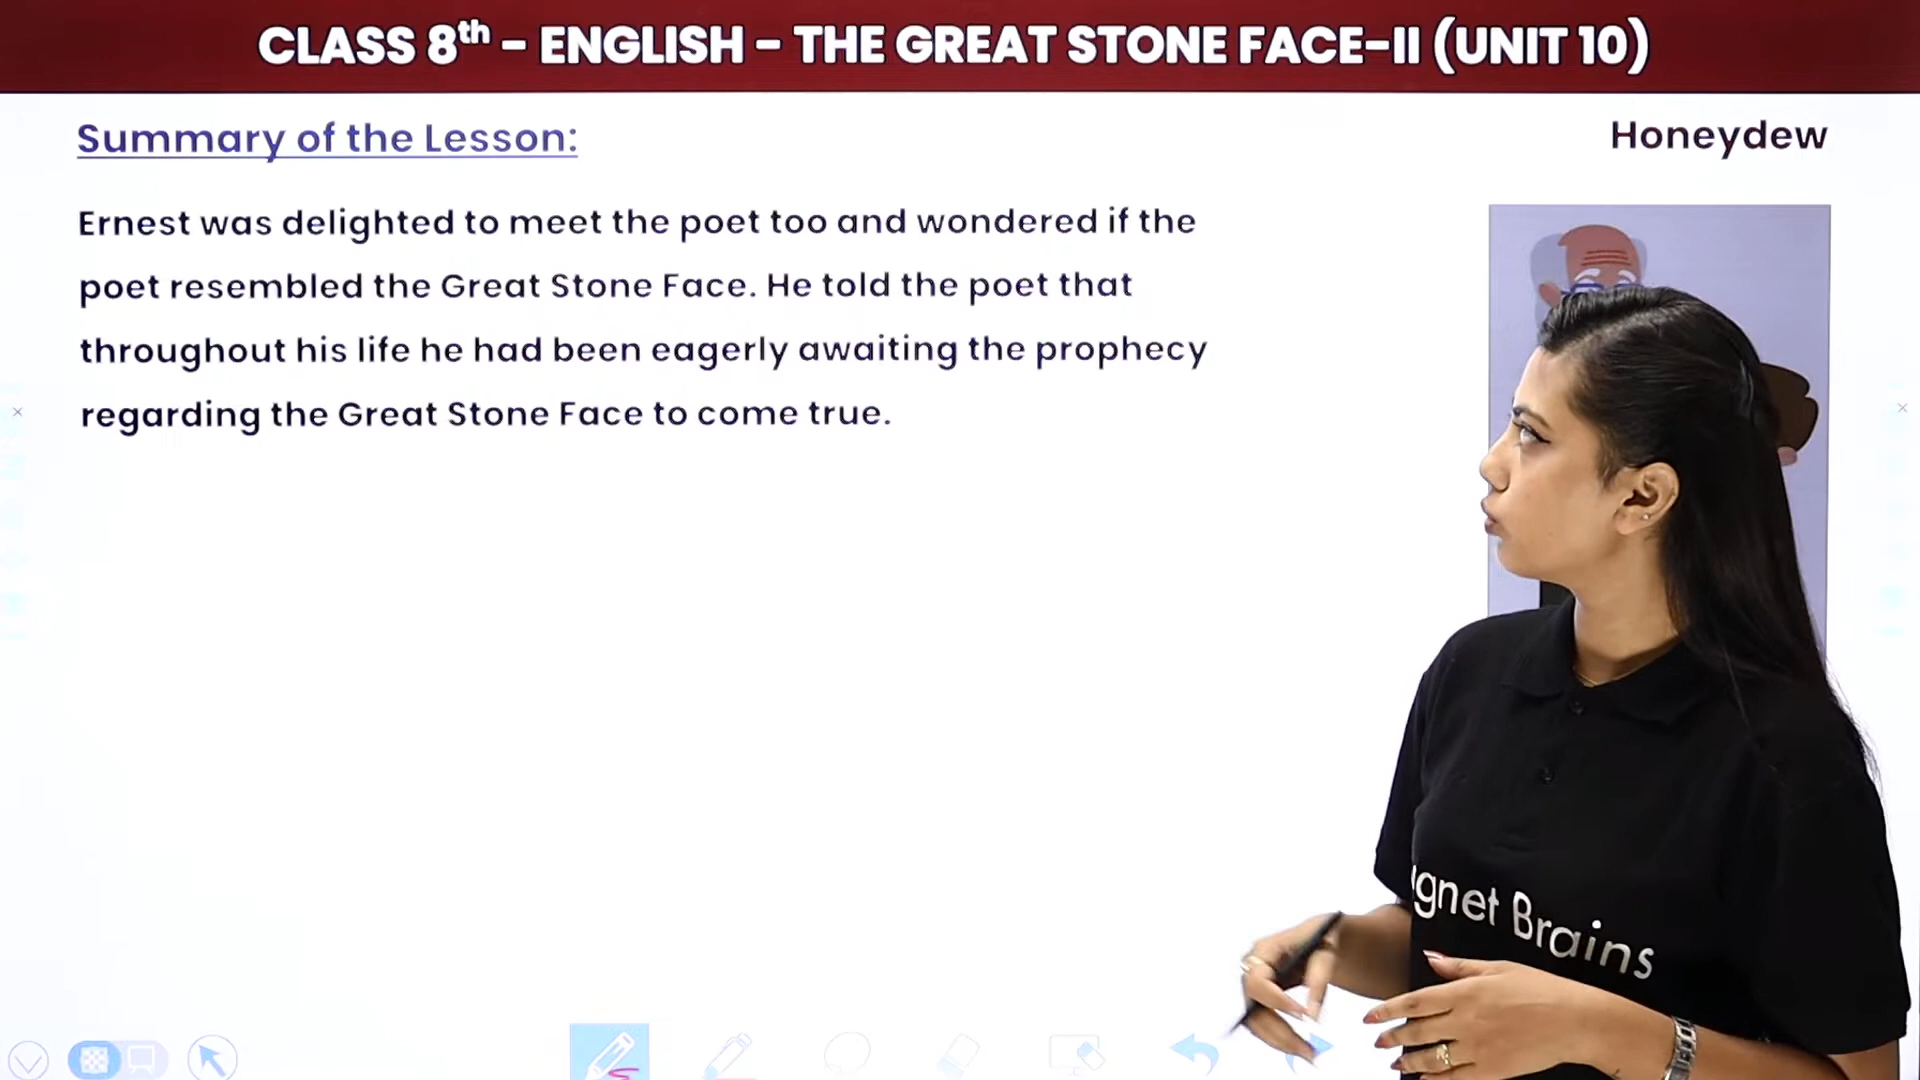 CLASS 8th - ENGLISH - THE GREAT STONE FACE-II (UNIT 10)
Summary of the Lesson:
Honeydew
Ernest was delighted to meet the poet too and wondered if the
poet resembled the Great Stone Face. He told the poet that
throughout his life he had been eagerly awaiting the prophecy
regarding the Great Stone Face to come true.
gnet Brains